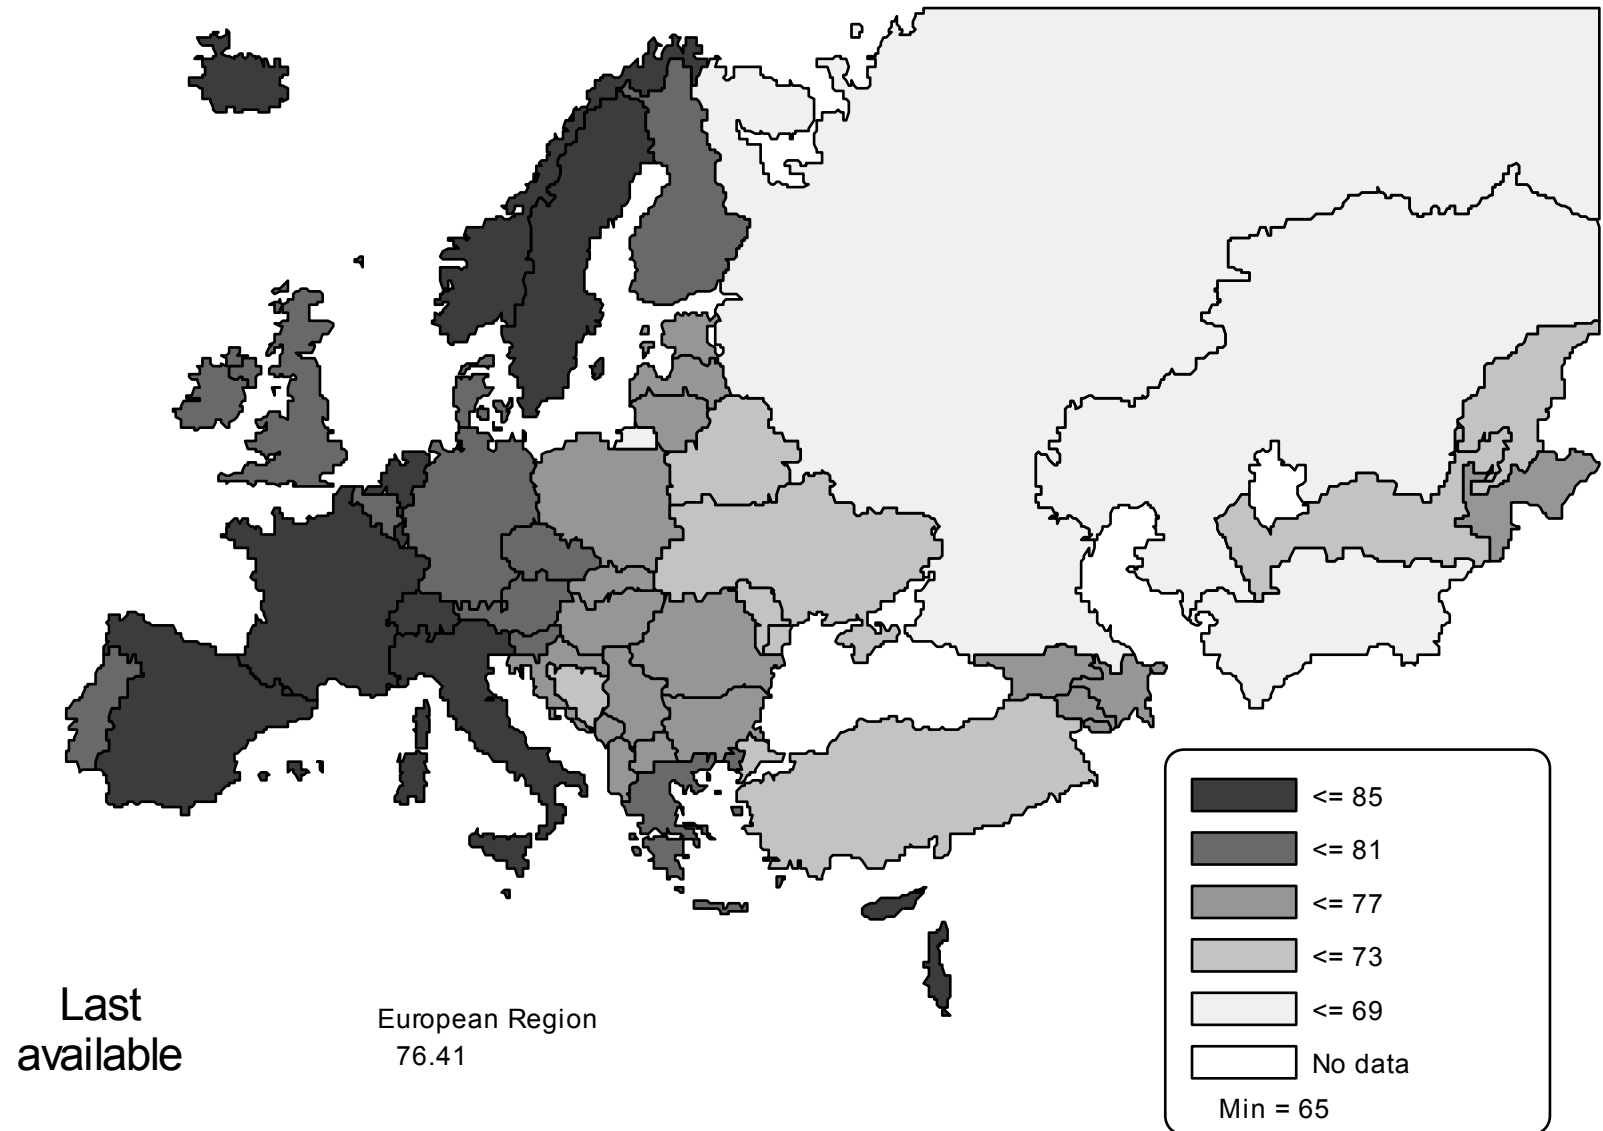 <= 85
<= 81
<= 77
<= 73
<= 69
No data
Min = 65
Last
available
European Region
76.41